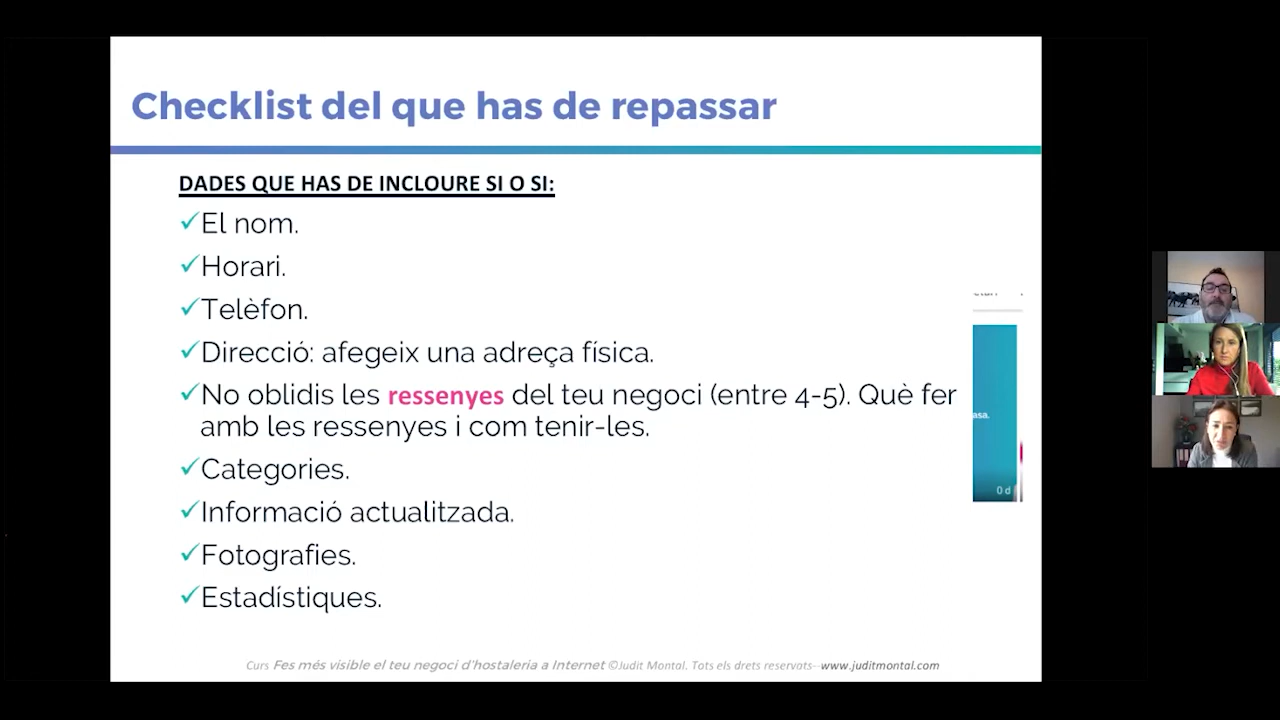 Checklist del que has de repassar
DADES QUE HAS DE INCLOURE SI O SI:
✓El nom.
✓Horari.
✓Telèfon.
✓Direcció: afegeix una adreça física.
✓No oblidis les ressenyes del teu negoci (entre 4-5). Què fer
amb les ressenyes i com tenir-les.
✓Categories.
✓Informació actualitzada.
✓Fotografies.
✓Estadístiques.
asa.
0 d
Curs Fes més visible el teu negoci d'hostaleria a Internet ©Judit Montal. Tots els drets reservats--www.juditmontal.com